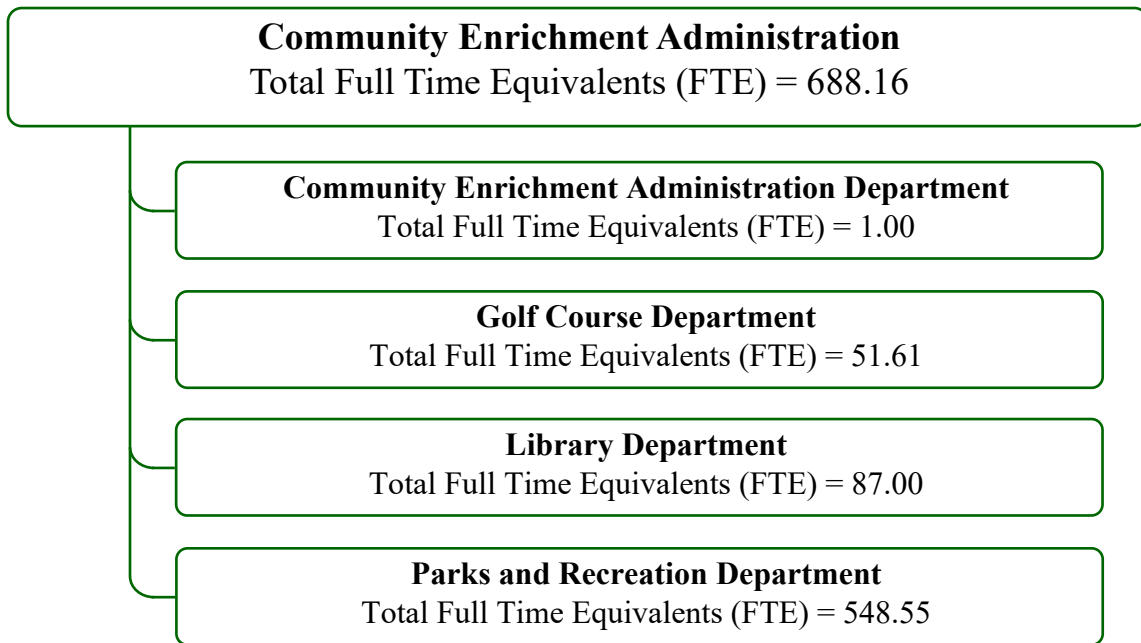 Community Enrichment Administration
Total Full Time Equivalents (FTE) = 688.16
Community Enrichment Administration Department
Total Full Time Equivalents (FTE) = 1.00
Golf Course Department
Total Full Time Equivalents (FTE) = 51.61
Library Department
Total Full Time Equivalents (FTE) = 87.00
Parks and Recreation Department
Total Full Time Equivalents (FTE) = 548.55